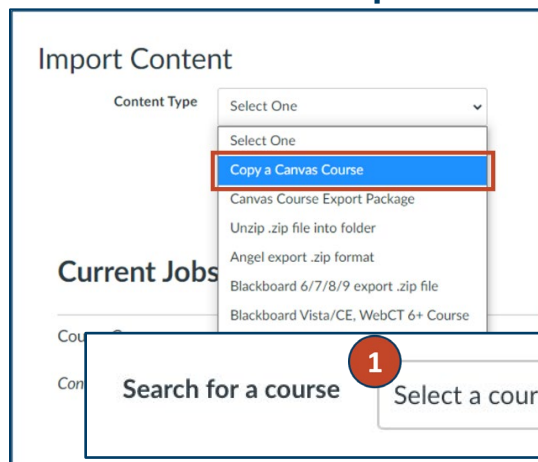 Import Content
Content Type Select One
Select One
Copy a Canvas Course
Canvas Course Export Package
Unzip .zip file into folder
Angel export .zip format
Current Jobs
Blackboard 6/7/8/9 export .zip file
Blackboard Vista/CE, WebCT 6+ Course
1
Search for a course Select a cour